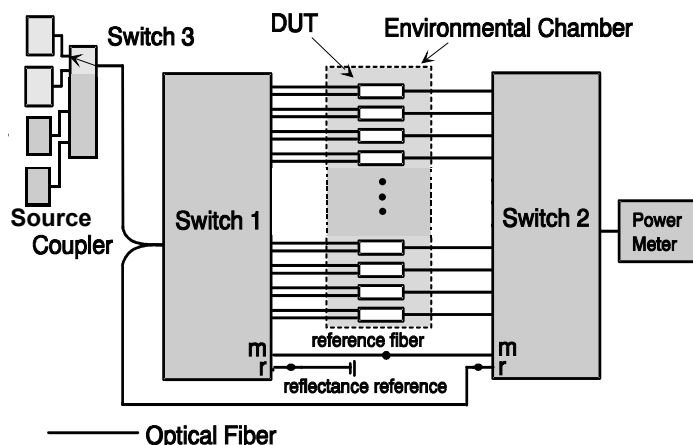 DUT
Environmental Chamber
Switch 3
Switch 1
Switch 2
Source
Coupler
Power
Meter
m
reference fiber
m
r
reflectance reference
r
Optical Fiber